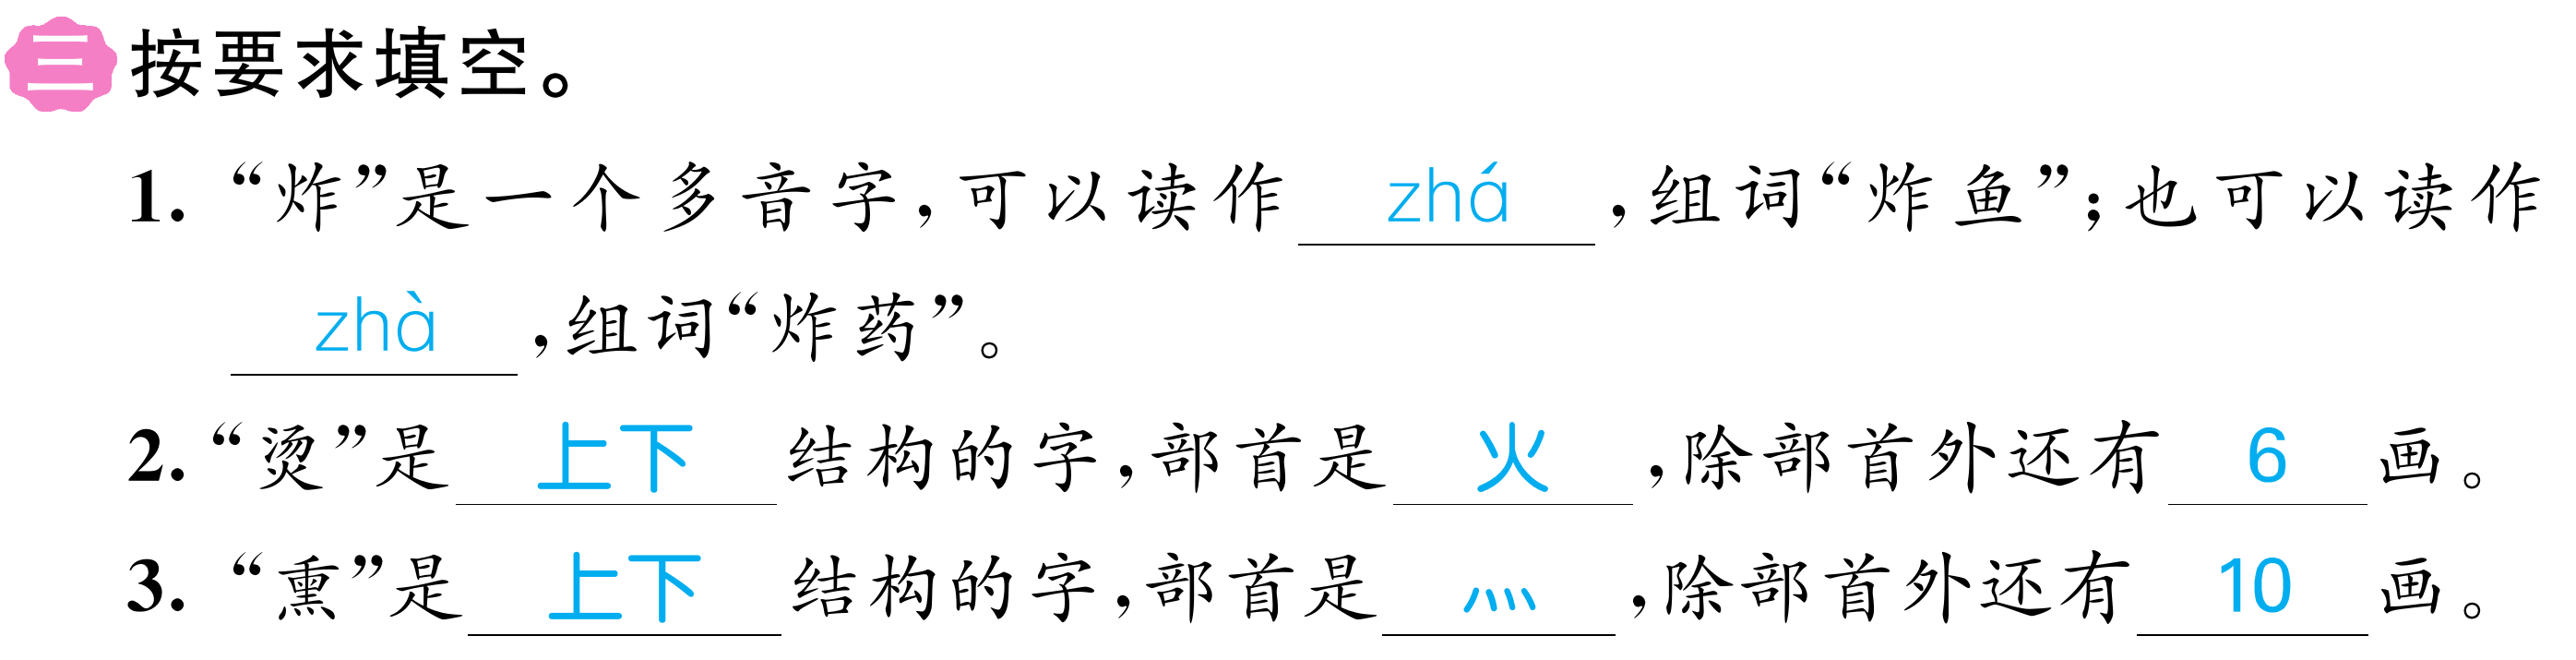 三 按要求填空。
1. “炸”是一个多音字,可以读作 zhá ,组词“炸鱼”;也可以读作
zhà ,组词“炸药”。
2. “烫”是 上下 结构的字,部首是 火 ,除部首外还有 6 画。
3. “熏”是 上下 结构的字,部首是 灬 ,除部首外还有 10 画。